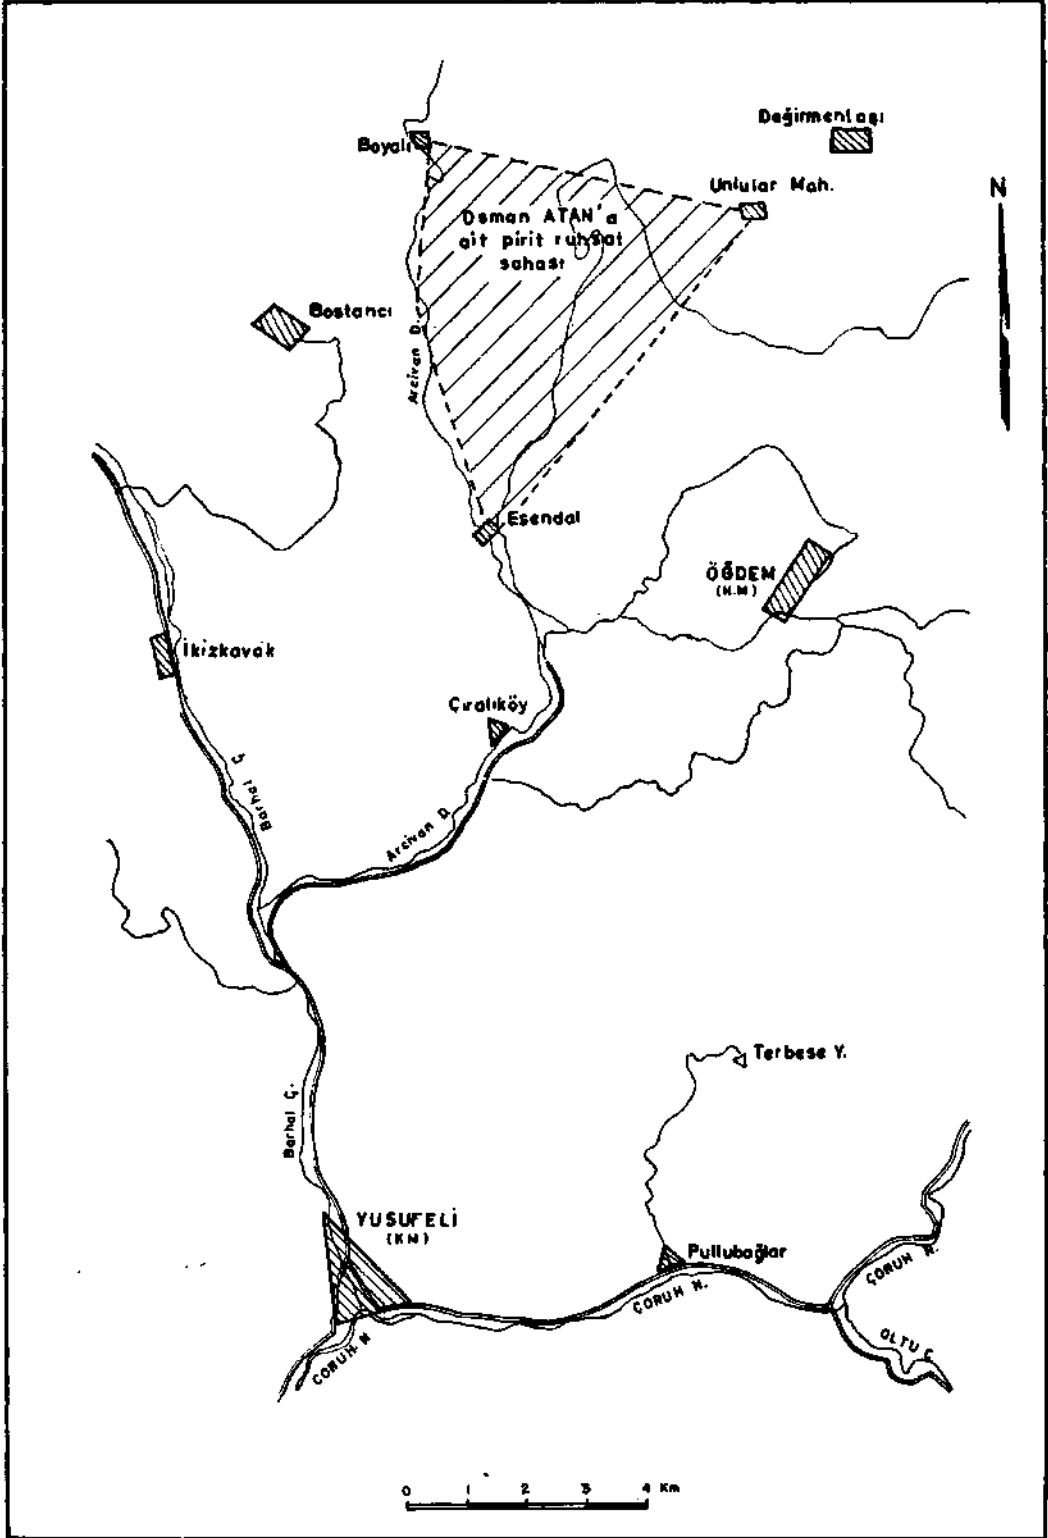 Değirmentaşı
Boyalı
Unlular Mah.
N
Osman ATAN'a
ait pirit ruhsat
sahası
Bostancı
Arcivan D.
Esendal
ÖĞDEM
(N.M)
İkizkavak
Çıralıköy
Barhal Ç.
Arcivan D.
Terbese Y.
Barhal Ç.
YUSUFELİ
(KM)
Pullubağlar
ÇORUH N.
ÇORUH N.
OLTU Ç.
ÇORUH N
0 1 2 3 4 Km